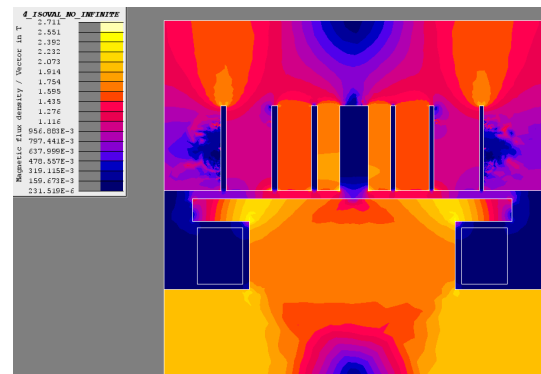 4_ISOVAL_NO_INFINITE
Magnetic flux density / Vector in T
2.711
2.551
2.392
2.232
2.073
1.914
1.754
1.595
1.435
1.276
1.116
956.883E-3
797.441E-3
637.999E-3
478.557E-3
319.115E-3
159.673E-3
231.519E-6